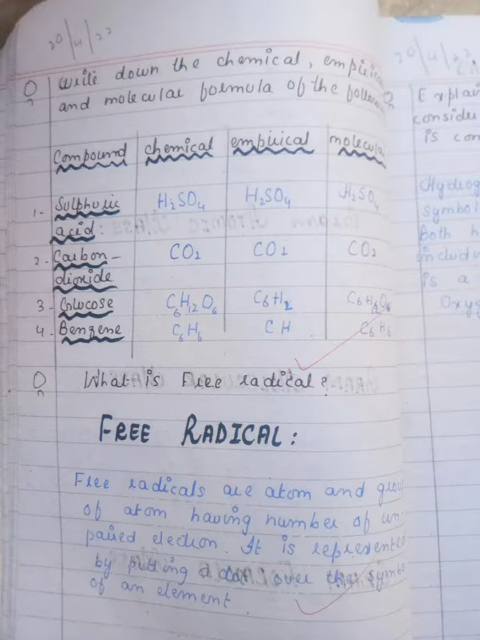 20/4/22
Q Write down the chemical, empirical
and molecular formula of the following
Compound chemical empirical molecular
1- Sulphuric acid H₂SO₄ H₂SO₄ H₂SO₄
2- Carbon-dioxide CO₂ CO₂ CO₂
3- Glucose C₆H₁₂O₆ C₆H₂ C₆H₁₂O₆
4- Benzene C₆H₆ CH C₆H₆
Q What is Free radical?
FREE RADICAL:
Free radicals are atom and group
of atom having number of un
paired electron. It is represented
by putting a dot over the symbol
of an element
20/4/22
Q Explai
consider
is con
Hydrog
symbol
Both h
includ
is a
Oxyg